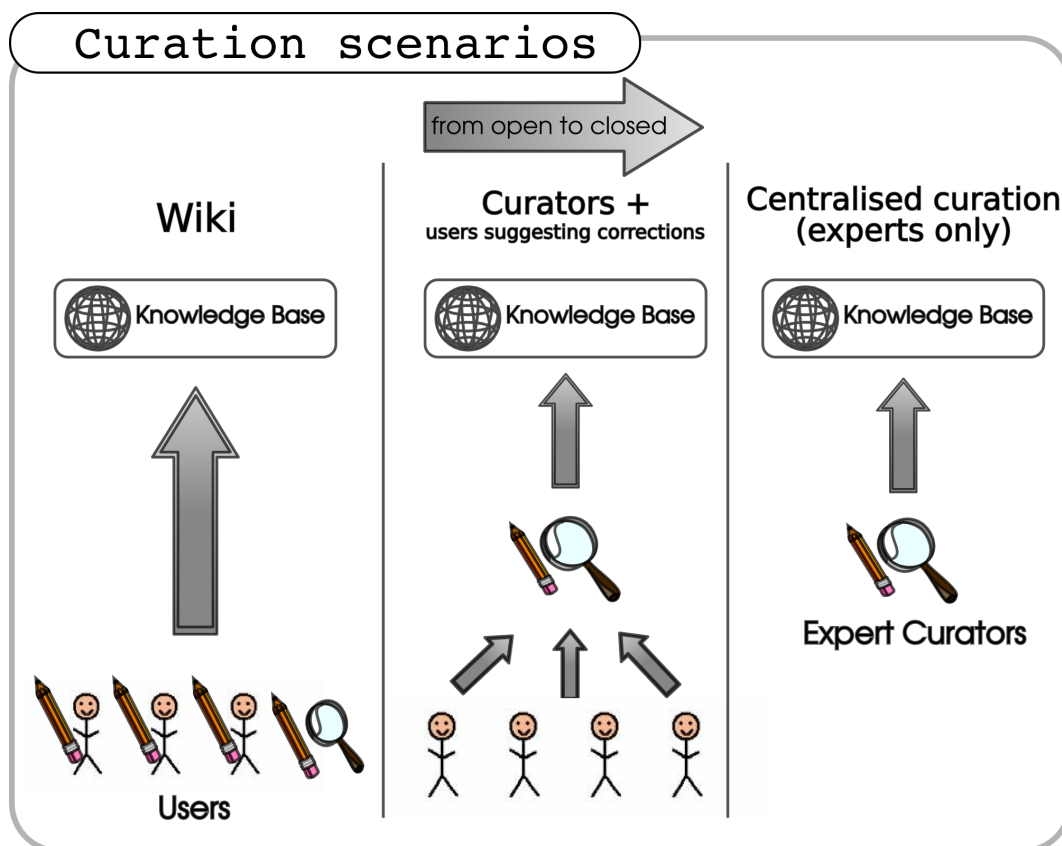 Curation scenarios
from open to closed
Wiki
Knowledge Base
Users
Curators +
users suggesting corrections
Knowledge Base
Centralised curation
(experts only)
Knowledge Base
Expert Curators